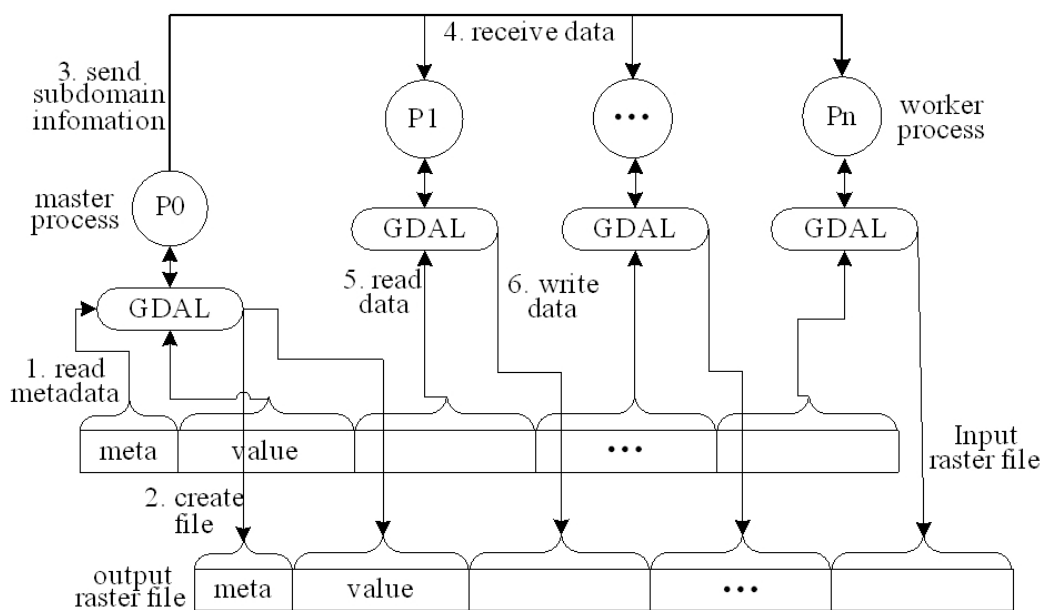 4. receive data
3. send
subdomain
infomation
P1
•••
Pn
worker
process
master
process
P0
GDAL
GDAL
GDAL
GDAL
5. read
data
6. write
data
1. read
metadata
meta
value
•••
Input
raster file
2. create
file
output
raster file
meta
value
•••